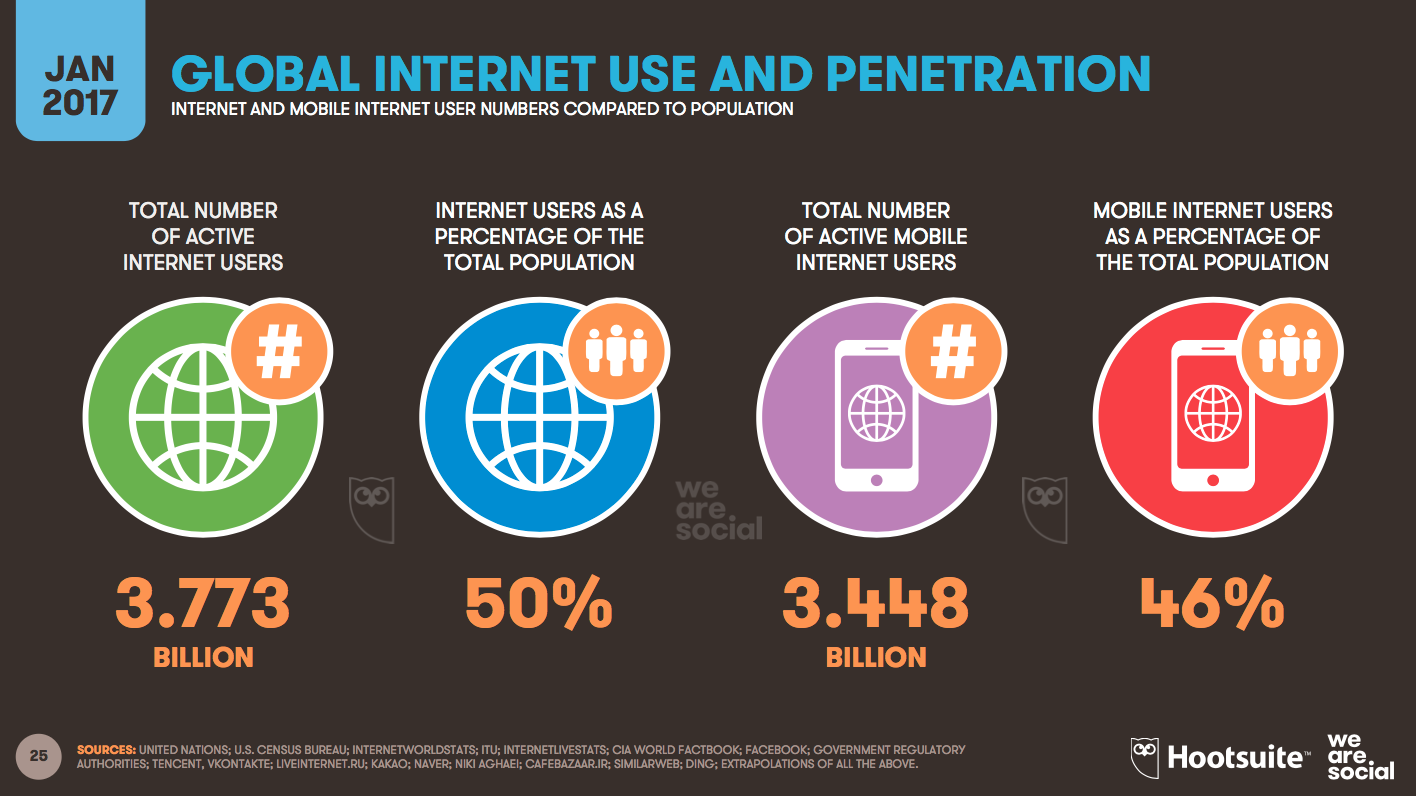 JAN
2017
GLOBAL INTERNET USE AND PENETRATION
INTERNET AND MOBILE INTERNET USER NUMBERS COMPARED TO POPULATION
TOTAL NUMBER
OF ACTIVE
INTERNET USERS
#
3.773
BILLION
INTERNET USERS AS A
PERCENTAGE OF THE
TOTAL POPULATION
50%
TOTAL NUMBER
OF ACTIVE MOBILE
INTERNET USERS
#
3.448
BILLION
MOBILE INTERNET USERS
AS A PERCENTAGE OF
THE TOTAL POPULATION
46%
we
are
social
25
SOURCES: UNITED NATIONS; U.S. CENSUS BUREAU; INTERNETWORLDSTATS; ITU; INTERNETLIVESTATS; CIA WORLD FACTBOOK; FACEBOOK; GOVERNMENT REGULATORY
AUTHORITIES; TENCENT, VKONTAKTE; LIVEINTERNET.RU; KAKAO; NAVER; NIKI AGHAEI; CAFEBAZAAR.IR; SIMILARWEB; DING; EXTRAPOLATIONS OF ALL THE ABOVE.
Hootsuite™
we
are
social